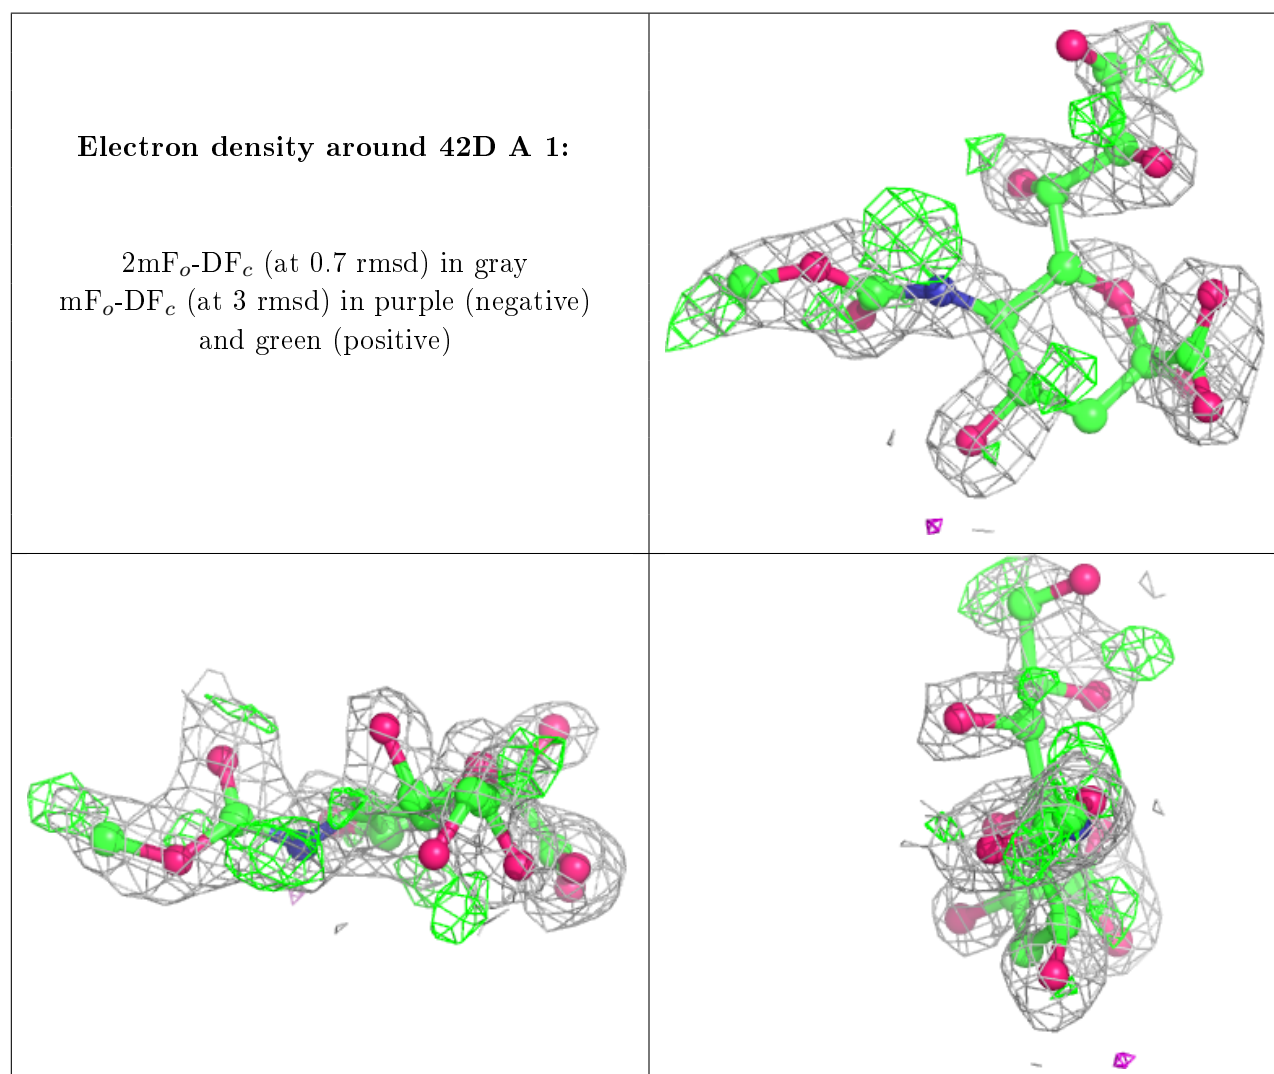 Electron density around 42D A 1:
2mFo-DFc (at 0.7 rmsd) in gray
mFo-DFc (at 3 rmsd) in purple (negative)
and green (positive)